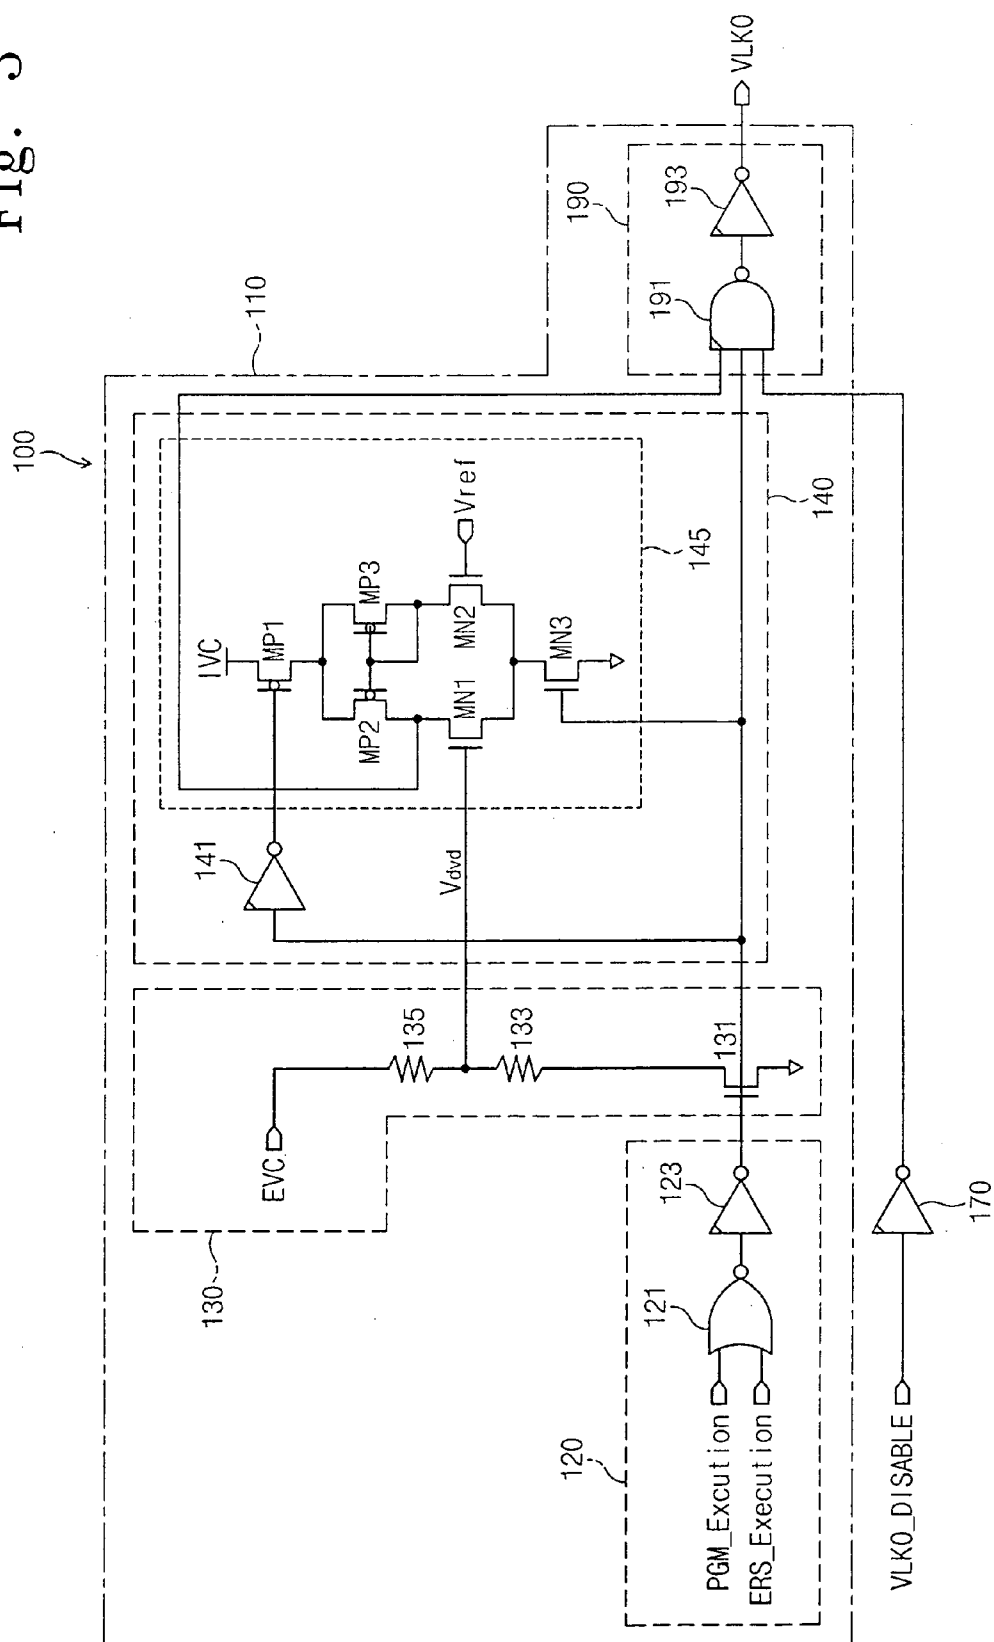 Fig. 5
100
110
120
PGM_Excution
ERS_Execution
121
123
130
EVC
135
133
131
Vdvd
140
141
145
IVC
MP1
MP2
MP3
MN1
MN2
Vref
MN3
VLKO_DISABLE
170
190
191
193
VLKO